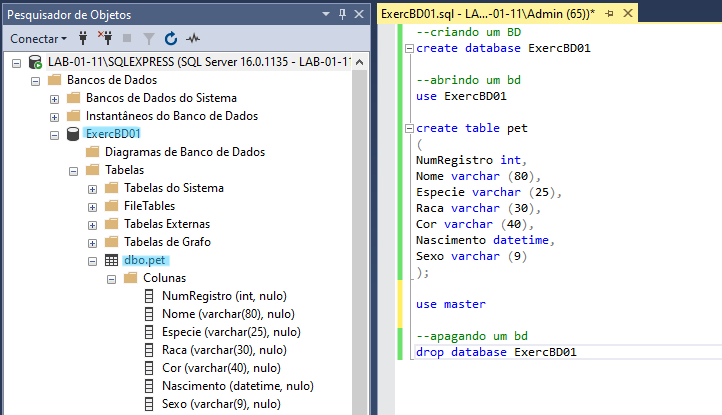 Pesquisador de Objetos
Conectar
LAB-01-11\SQLEXPRESS (SQL Server 16.0.1135 - LAB-01-11
Bancos de Dados
Bancos de Dados do Sistema
Instantâneos do Banco de Dados
ExercBD01
Diagramas de Banco de Dados
Tabelas
Tabelas do Sistema
FileTables
Tabelas Externas
Tabelas de Grafo
dbo.pet
Colunas
NumRegistro (int, nulo)
Nome (varchar(80), nulo)
Especie (varchar(25), nulo)
Raca (varchar(30), nulo)
Cor (varchar(40), nulo)
Nascimento (datetime, nulo)
Sexo (varchar(9), nulo)
ExercBD01.sql - LA...-01-11\Admin (65))*
--criando um BD
create database ExercBD01
--abrindo um bd
use ExercBD01
create table pet
(
NumRegistro int,
Nome varchar (80),
Especie varchar (25),
Raca varchar (30),
Cor varchar (40),
Nascimento datetime,
Sexo varchar (9)
);
use master
--apagando um bd
drop database ExercBD01